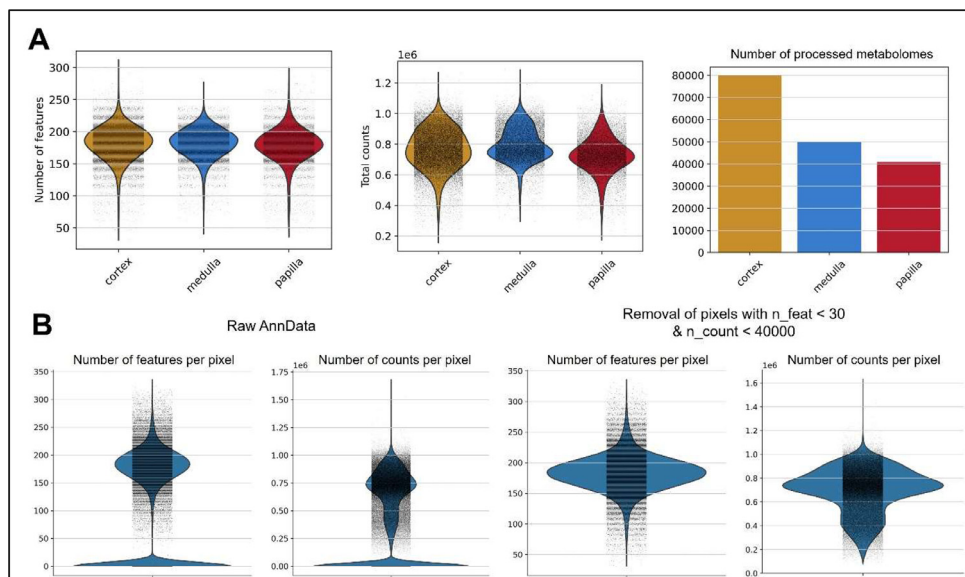 A
1e6
Number of processed metabolomes
Number of features
300
250
200
150
100
50
cortex
medulla
papilla
Total counts
1.4
1.2
1.0
0.8
0.6
0.4
0.2
cortex
medulla
papilla
80000
70000
60000
50000
40000
30000
20000
10000
0
cortex
medulla
papilla
B
Raw AnnData
Removal of pixels with n_feat < 30
& n_count < 40000
Number of features per pixel
350
300
250
200
150
100
50
0
Number of counts per pixel
1e6
1.75
1.50
1.25
1.00
0.75
0.50
0.25
0.00
Number of features per pixel
350
300
250
200
150
100
50
0
Number of counts per pixel
1e6
1.6
1.4
1.2
1.0
0.8
0.6
0.4
0.2
0.0